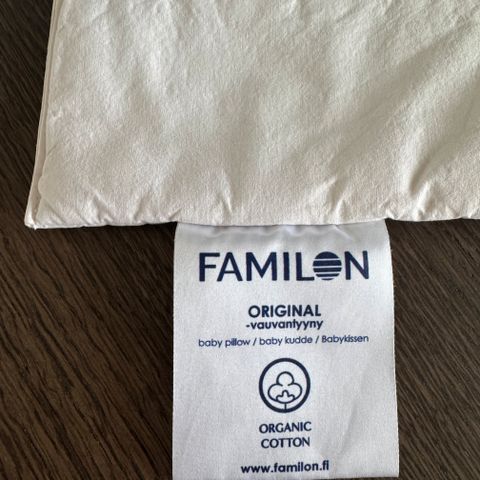 FAMILON
ORIGINAL
-vauvantyyny
baby pillow / baby kudde / Babykissen
ORGANIC
COTTON
www.familon.fi